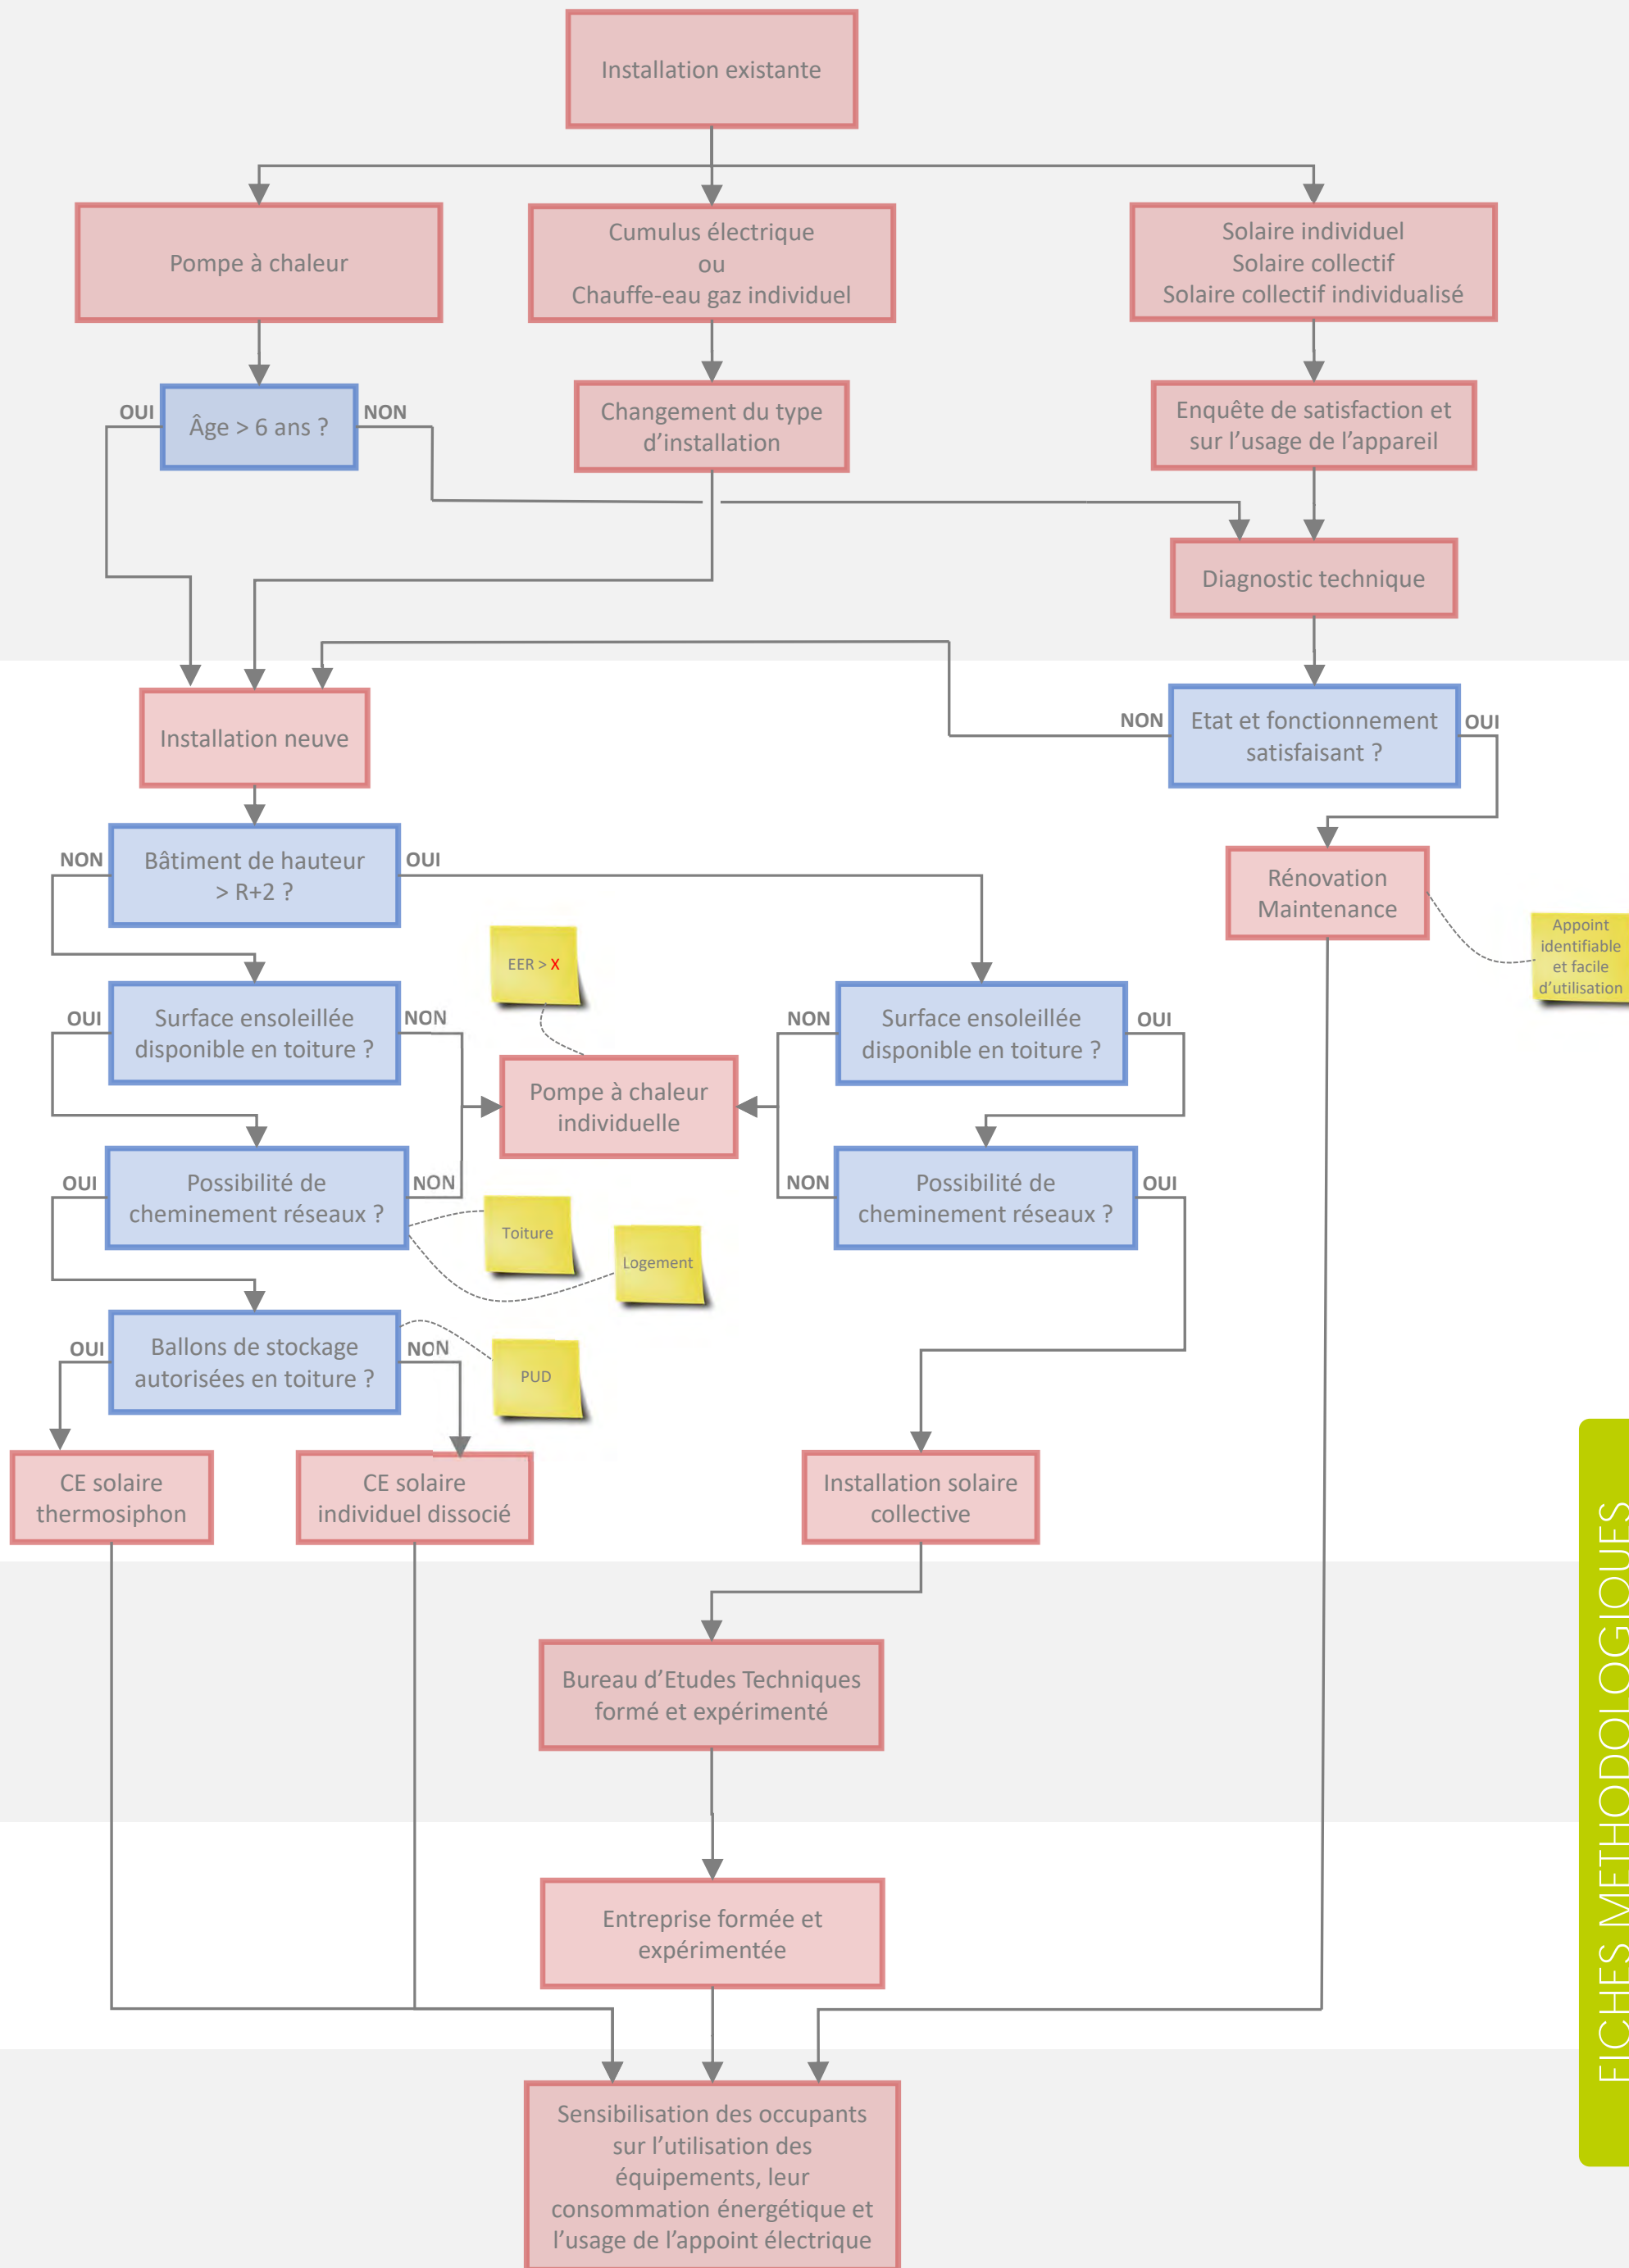 Installation existante
Pompe à chaleur
Cumulus électrique
ou
Chauffe-eau gaz individuel
Solaire individuel
Solaire collectif
Solaire collectif individualisé
OUI
Âge > 6 ans ?
NON
Changement du type
d’installation
Enquête de satisfaction et
sur l’usage de l’appareil
Diagnostic technique
Installation neuve
NON
Etat et fonctionnement
satisfaisant ?
OUI
NON
Bâtiment de hauteur
> R+2 ?
OUI
Rénovation
Maintenance
Appoint
identifiable
et facile
d’utilisation
EER > X
OUI
Surface ensoleillée
disponible en toiture ?
NON
NON
Surface ensoleillée
disponible en toiture ?
OUI
Pompe à chaleur
individuelle
OUI
Possibilité de
cheminement réseaux ?
NON
NON
Possibilité de
cheminement réseaux ?
OUI
Toiture
Logement
OUI
Ballons de stockage
autorisées en toiture ?
NON
PUD
CE solaire
thermosiphon
CE solaire
individuel dissocié
Installation solaire
collective
Bureau d’Etudes Techniques
formé et expérimenté
Entreprise formée et
expérimentée
Sensibilisation des occupants
sur l’utilisation des
équipements, leur
consommation énergétique et
l’usage de l’appoint électrique
FICHES METHODOLOGIQUES